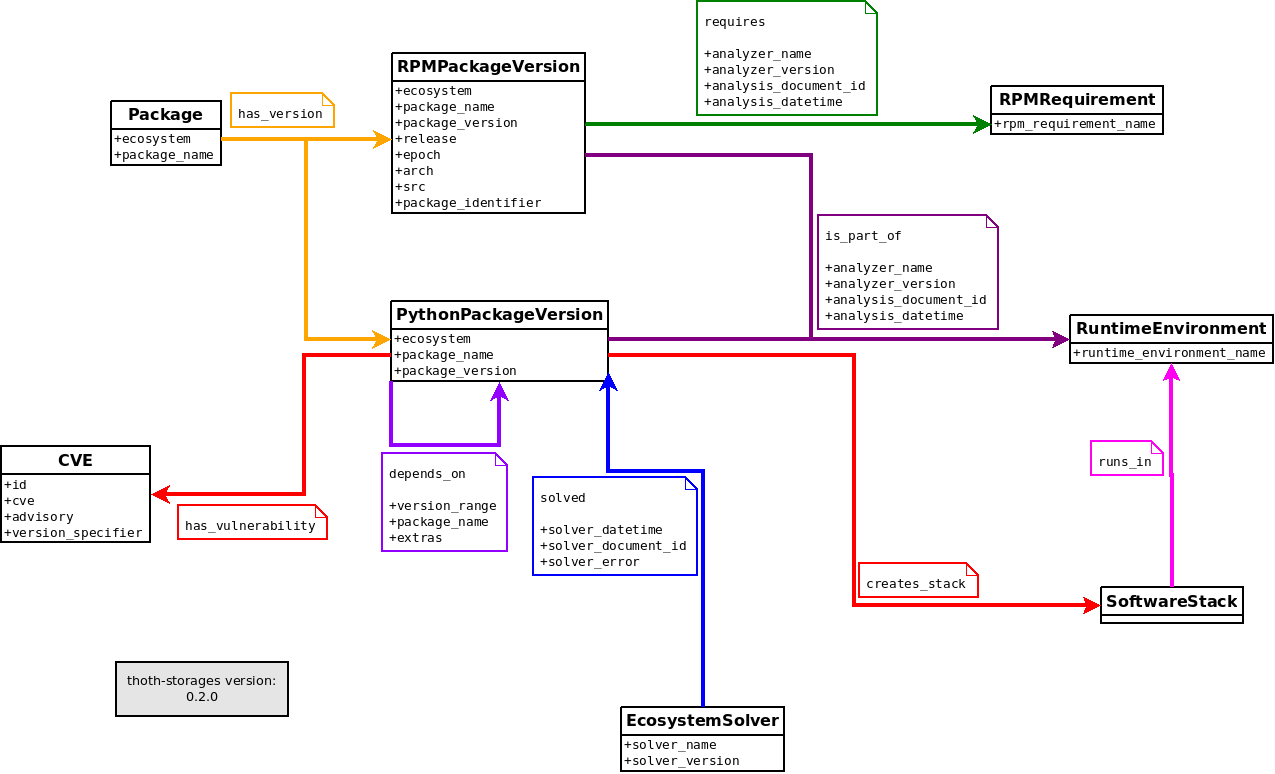 requires
+analyzer_name
+analyzer_version
+analysis_document_id
+analysis_datetime
RPMPackageVersion
+ecosystem
+package_name
+package_version
+release
+epoch
+arch
+src
+package_identifier
RPMRequirement
+rpm_requirement_name
Package
+ecosystem
+package_name
has_version
is_part_of
+analyzer_name
+analyzer_version
+analysis_document_id
+analysis_datetime
PythonPackageVersion
+ecosystem
+package_name
+package_version
RuntimeEnvironment
+runtime_environment_name
CVE
+id
+cve
+advisory
+version_specifier
has_vulnerability
depends_on
+version_range
+package_name
+extras
solved
+solver_datetime
+solver_document_id
+solver_error
runs_in
creates_stack
SoftwareStack
thoth-storages version:
0.2.0
EcosystemSolver
+solver_name
+solver_version